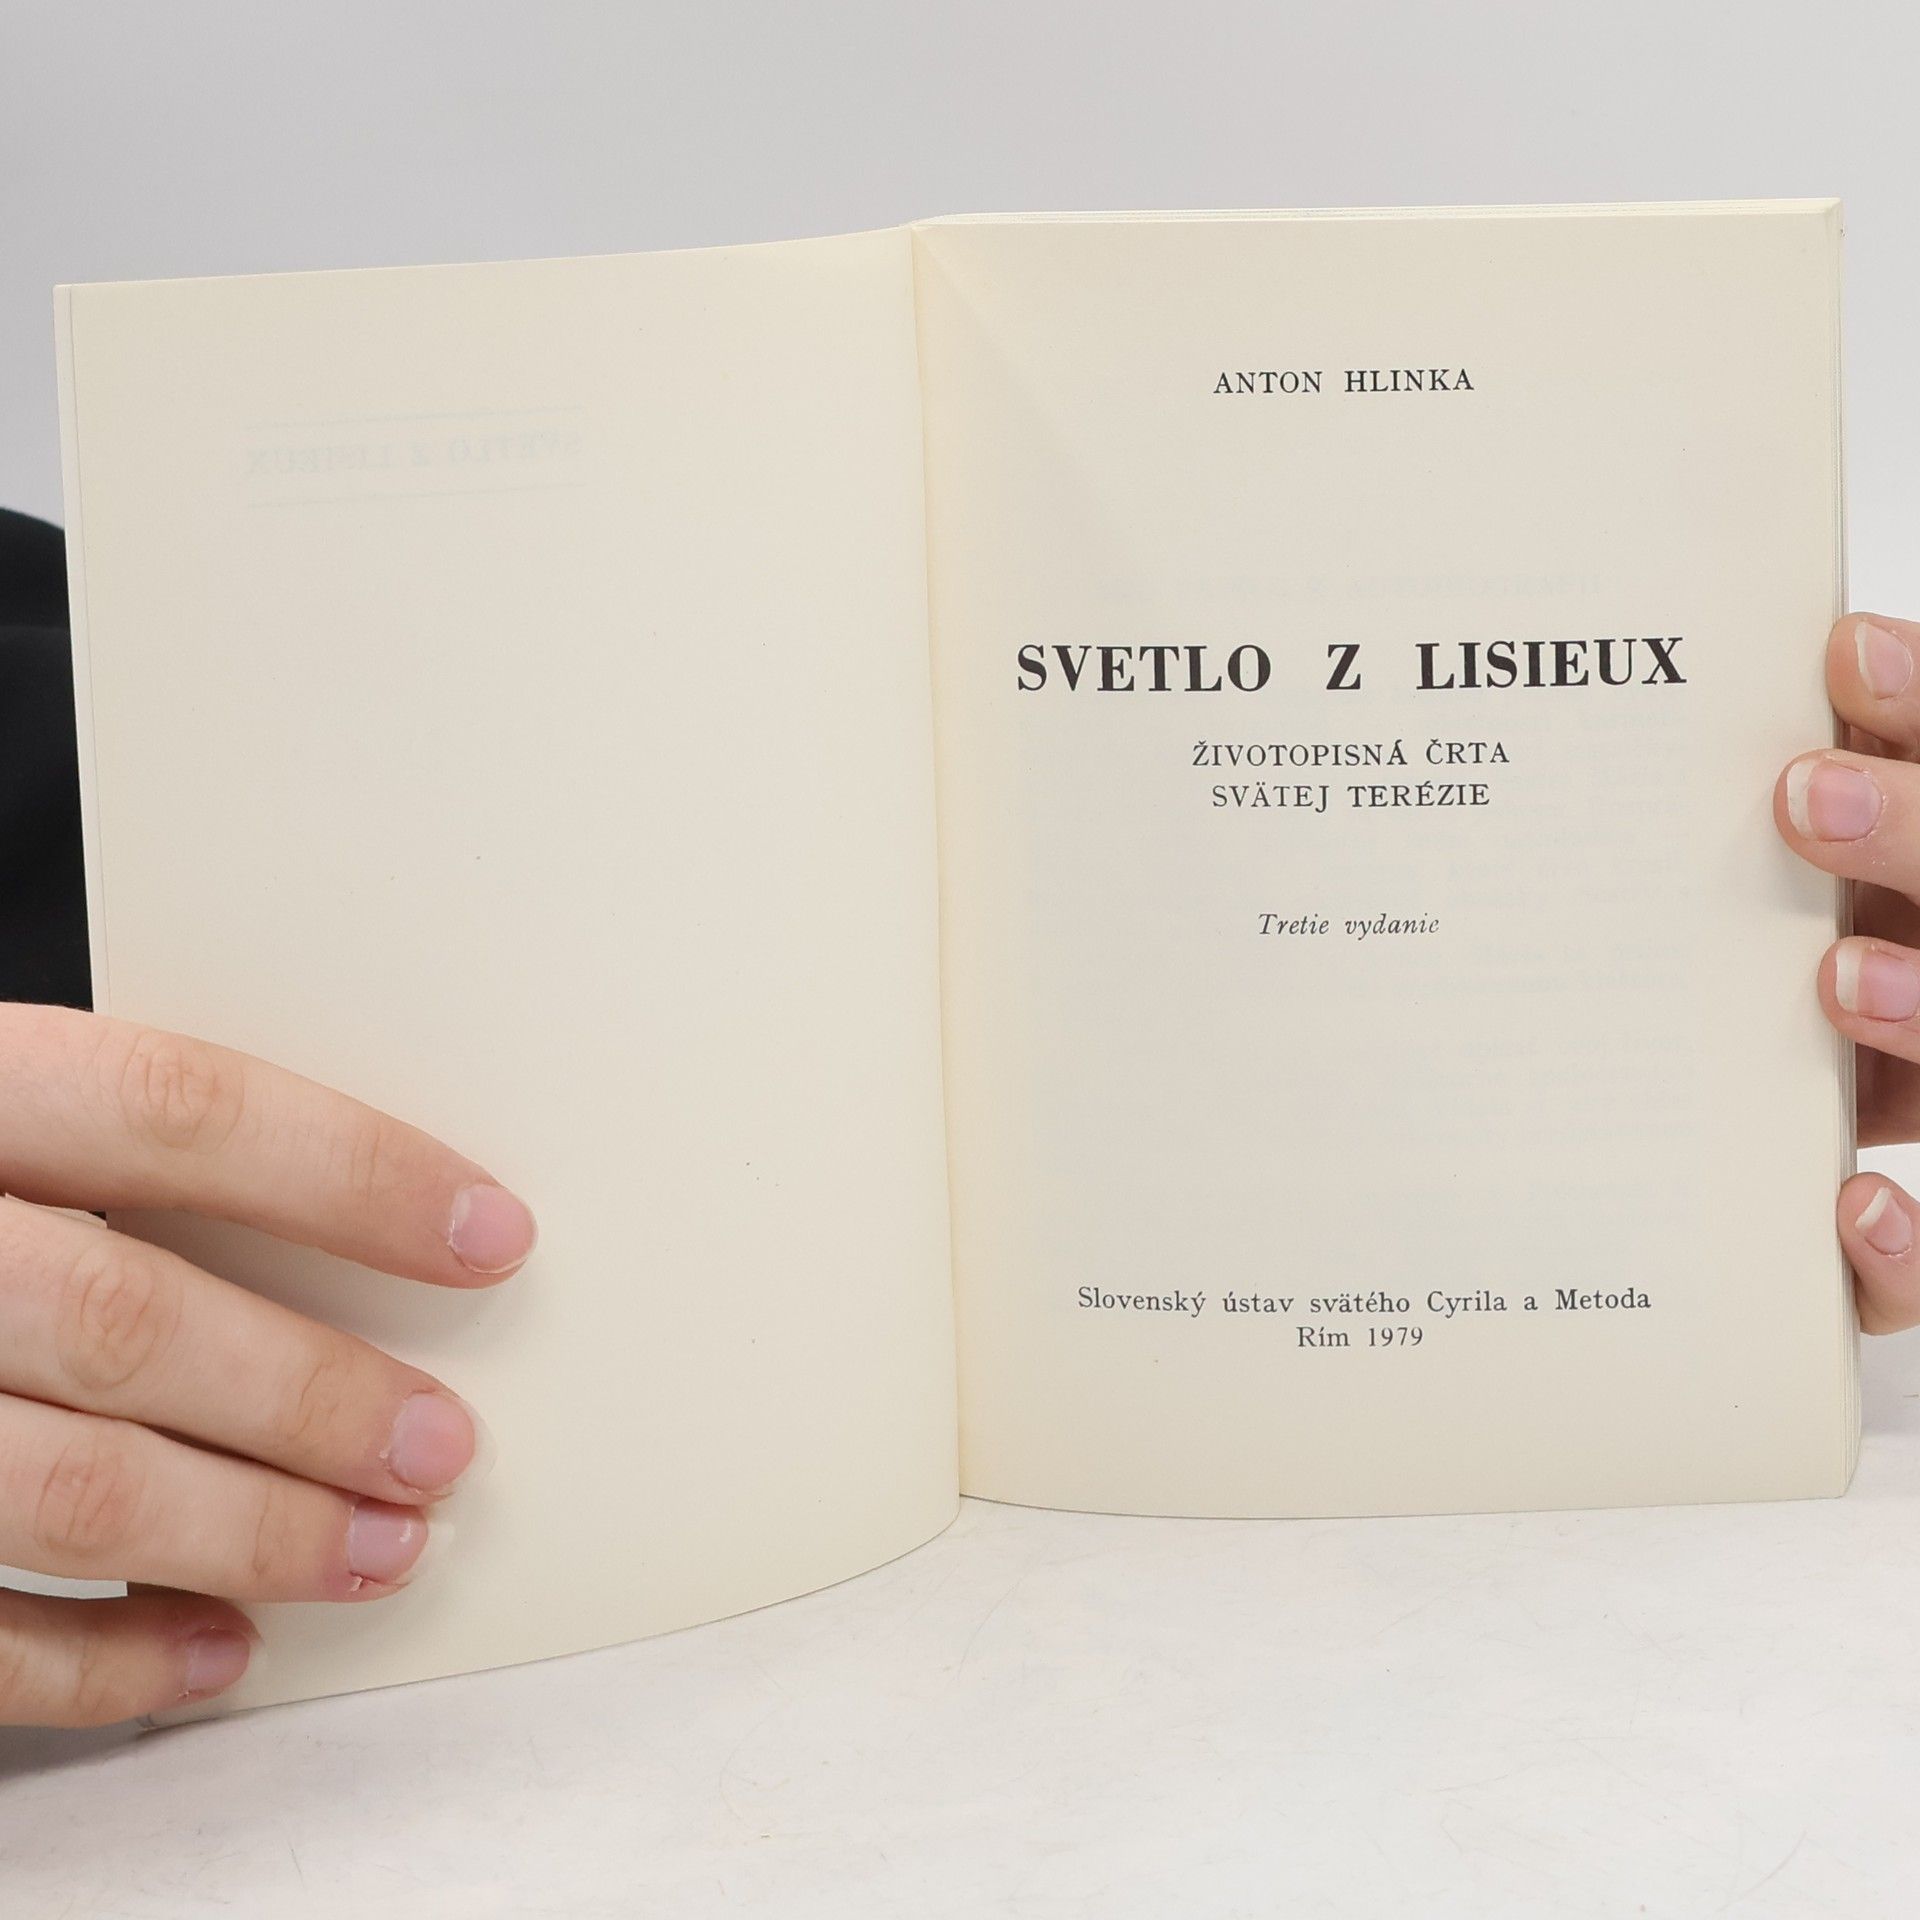 ANTON HLINKA
SVETLO Z LISIEUX
ŽIVOTOPISNÁ ČRTA
SVÄTEJ TERÉZIE
Tretie vydanie
Slovenský ústav svätého Cyrila a Metoda
Rím 1979